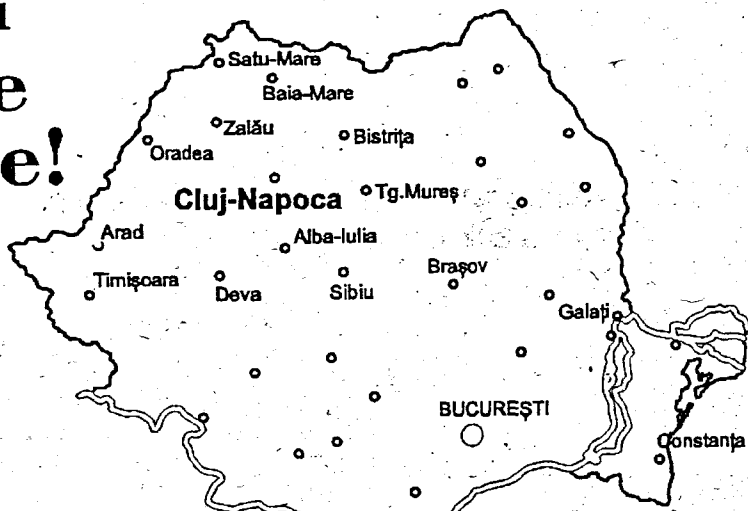 e
e!
Satu-Mare
Baia-Mare
Zalău
Bistrița
Oradea
Cluj-Napoca
Tg.Mureș
Arad
Alba-Iulia
Timișoara
Deva
Sibiu
Brașov
Galați
BUCUREȘTI
Constanța